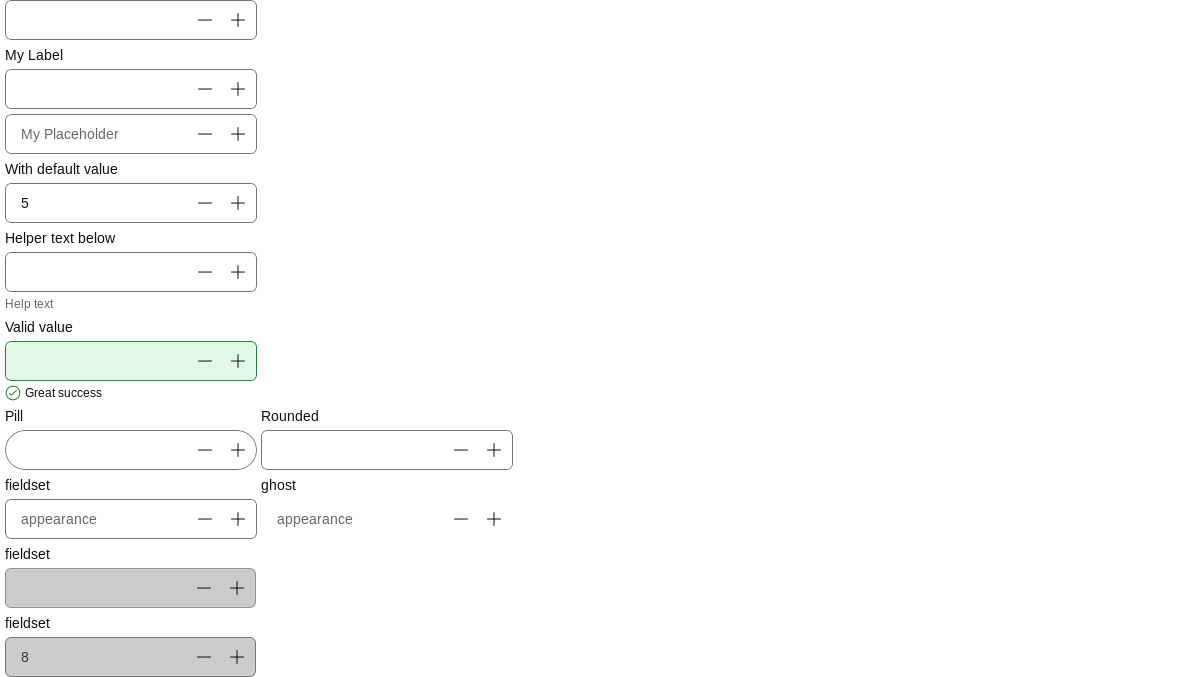 My Label
My Placeholder
With default value
5
Helper text below
Help text
Valid value
Great success
Pill Rounded
fieldset ghost
appearance appearance
fieldset
fieldset
8